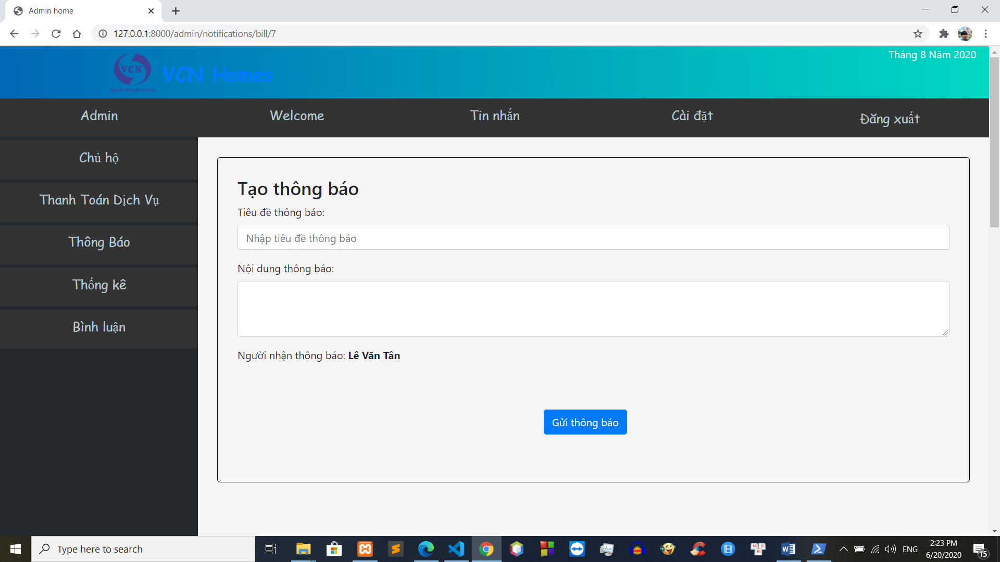 Admin home
127.0.0.1:8000/admin/notifications/bill/7
Tháng 8 Năm 2020
VCN
VCN Homes
Admin
Welcome
Tin nhắn
Cài đặt
Đăng xuất
Chủ hộ
Thanh Toán Dịch Vụ
Thông Báo
Thống kê
Bình luận
Tạo thông báo
Tiêu đề thông báo:
Nhập tiêu đề thông báo
Nội dung thông báo:
Người nhận thông báo: Lê Văn Tân
Gửi thông báo
Type here to search
ENG
2:23 PM
6/20/2020
15